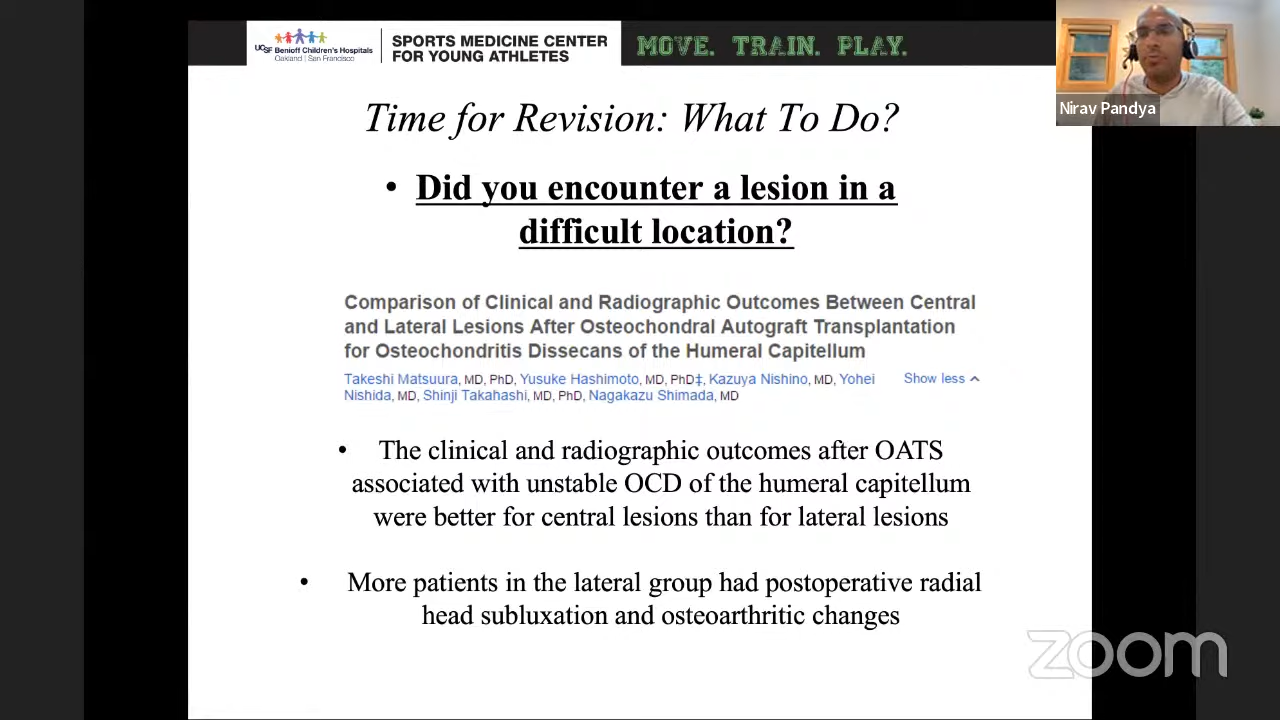 UCSF Benioff Children's Hospitals
Oakland | San Francisco
SPORTS MEDICINE CENTER
FOR YOUNG ATHLETES
MOVE. TRAIN. PLAY.
Nirav Pandya
Time for Revision: What To Do?
• Did you encounter a lesion in a
difficult location?
Comparison of Clinical and Radiographic Outcomes Between Central
and Lateral Lesions After Osteochondral Autograft Transplantation
for Osteochondritis Dissecans of the Humeral Capitellum
Takeshi Matsuura, MD, PhD, Yusuke Hashimoto, MD, PhD‡, Kazuya Nishino, MD, Yohei
Nishida, MD, Shinji Takahashi, MD, PhD, Nagakazu Shimada, MD
Show less
• The clinical and radiographic outcomes after OATS
associated with unstable OCD of the humeral capitellum
were better for central lesions than for lateral lesions
• More patients in the lateral group had postoperative radial
head subluxation and osteoarthritic changes
zoom